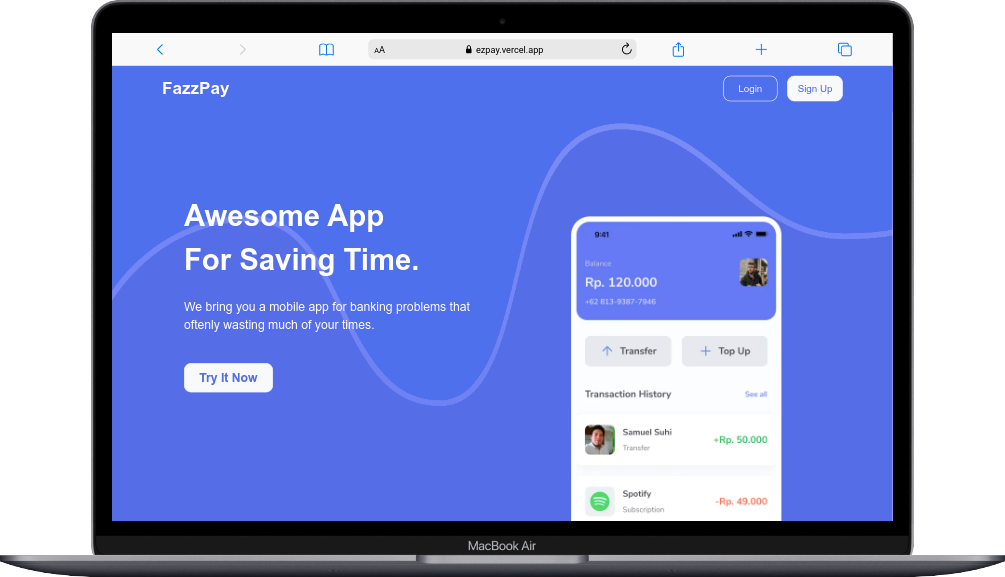 AA ezpay.vercel.app
FazzPay
Login
Sign Up
Awesome App
For Saving Time.
We bring you a mobile app for banking problems that
oftenly wasting much of your times.
Try It Now
9:41
Balance
Rp. 120.000
+62 813-9387-7946
Transfer
Top Up
Transaction History
See all
Samuel Suhi
Transfer
+Rp. 50.000
Spotify
Subscription
-Rp. 49.000
MacBook Air